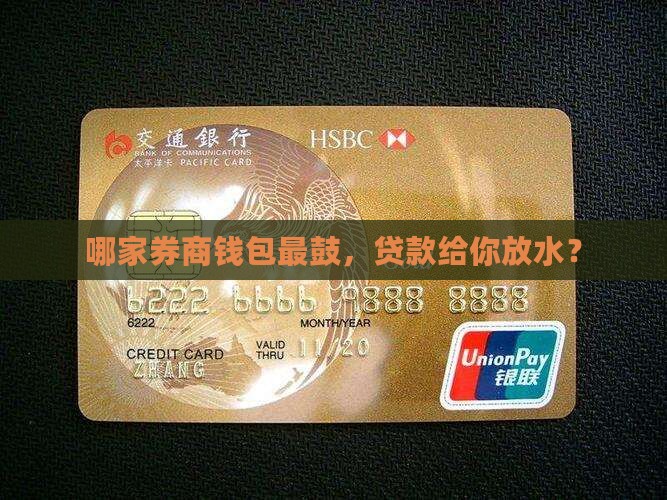 交通銀行
BANK OF COMMUNICATIONS
太平洋卡 PACIFIC CARD
HSBC
哪家券商钱包最鼓，贷款给你放水？
6222 6666 9888 8888
6222
MONTH/YEAR
CREDIT CARD
VALID THRU
11/20
ZHANG
UnionPay
银联